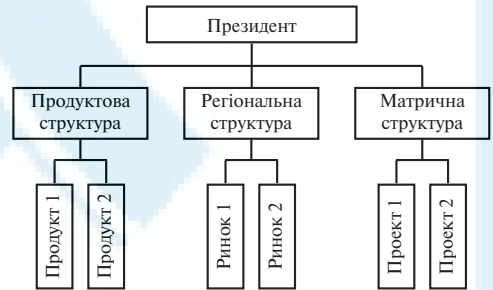 Президент
Продуктова
структура
Регіональна
структура
Матрична
структура
Продукт 1
Продукт 2
Ринок 1
Ринок 2
Проект 1
Проект 2